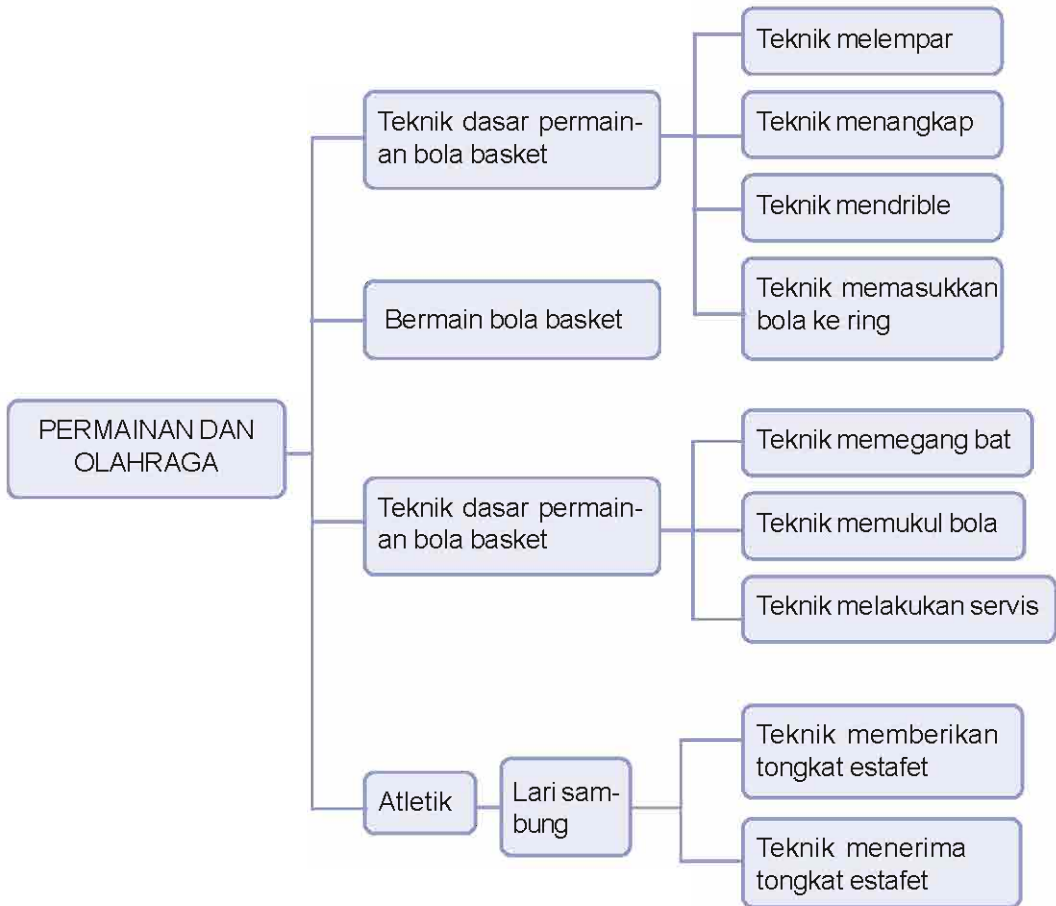 PERMAINAN DAN
OLAHRAGA
Teknik dasar permain-
an bola basket
Teknik melempar
Teknik menangkap
Teknik mendrible
Teknik memasukkan
bola ke ring
Bermain bola basket
Teknik dasar permain-
an bola basket
Teknik memegang bat
Teknik memukul bola
Teknik melakukan servis
Atletik
Lari sam-
bung
Teknik memberikan
tongkat estafet
Teknik menerima
tongkat estafet